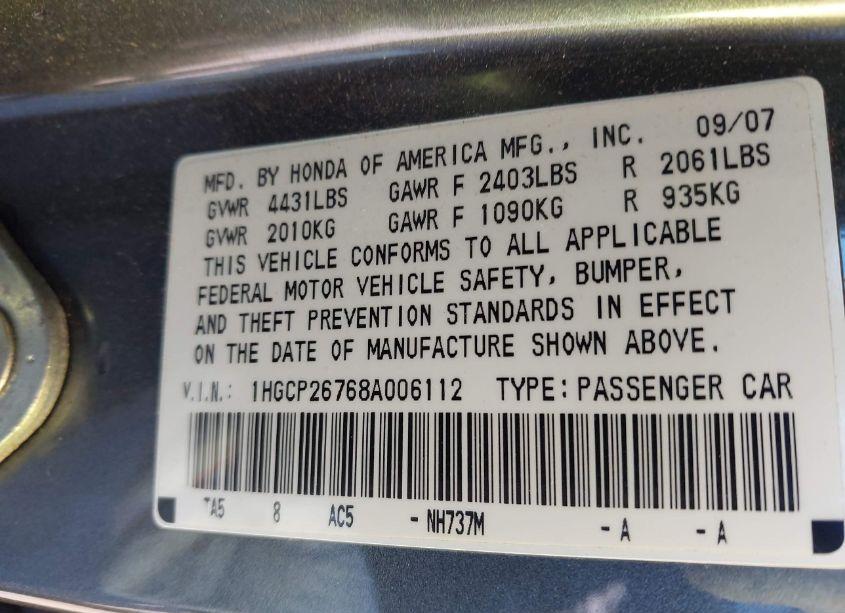 MFD. BY HONDA OF AMERICA MFG., INC. 09/07
GVWR 4431LBS GAWR F 2403LBS R 2061LBS
GVWR 2010KG GAWR F 1090KG R 935KG
THIS VEHICLE CONFORMS TO ALL APPLICABLE
FEDERAL MOTOR VEHICLE SAFETY, BUMPER,
AND THEFT PREVENTION STANDARDS IN EFFECT
ON THE DATE OF MANUFACTURE SHOWN ABOVE.
V.I.N.: 1HGCP26768A006112 TYPE: PASSENGER CAR
TA5 8 AC5 - NH737M - A - A